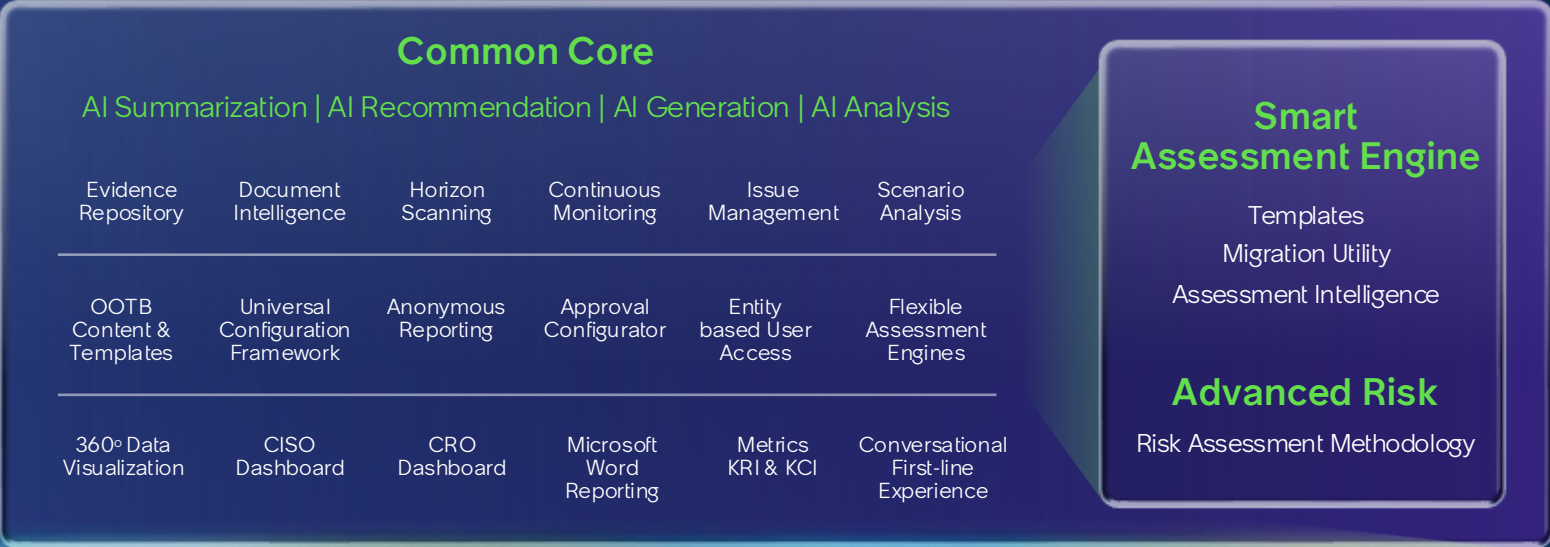 Common Core
AI Summarization | AI Recommendation | AI Generation | AI Analysis
Evidence
Repository
Document
Intelligence
Horizon
Scanning
Continuous
Monitoring
Issue
Management
Scenario
Analysis
OOTB
Content &
Templates
Universal
Configuration
Framework
Anonymous
Reporting
Approval
Configurator
Entity
based User
Access
Flexible
Assessment
Engines
360º Data
Visualization
CISO
Dashboard
CRO
Dashboard
Microsoft
Word
Reporting
Metrics
KRI & KCI
Conversational
First-line
Experience
Smart
Assessment Engine
Templates
Migration Utility
Assessment Intelligence
Advanced Risk
Risk Assessment Methodology